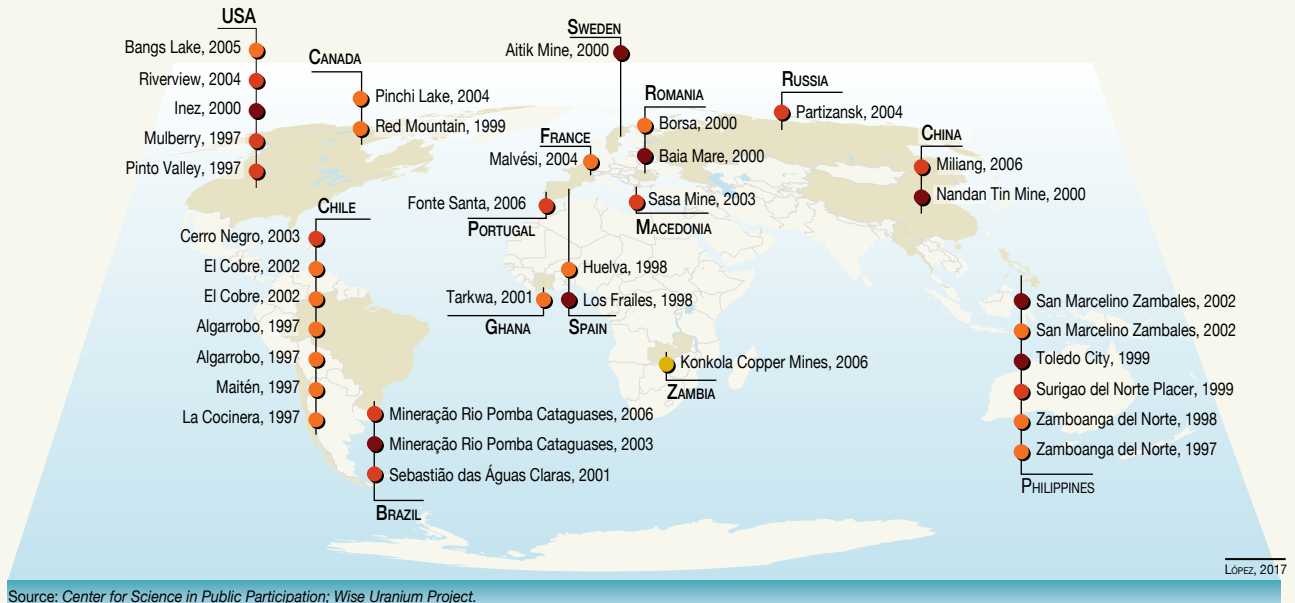 USA
Bangs Lake, 2005
Riverview, 2004
Inez, 2000
Mulberry, 1997
Pinto Valley, 1997
CANADA
Pinchi Lake, 2004
Red Mountain, 1999
SWEDEN
Aitik Mine, 2000
ROMANIA
Borsa, 2000
Baia Mare, 2000
FRANCE
Malvési, 2004
RUSSIA
Partizansk, 2004
CHINA
Miliang, 2006
Nandan Tin Mine, 2000
Fonte Santa, 2006
PORTUGAL
Sasa Mine, 2003
MACEDONIA
CHILE
Cerro Negro, 2003
El Cobre, 2002
El Cobre, 2002
Algarrobo, 1997
Algarrobo, 1997
Maitén, 1997
La Cocinera, 1997
Huelva, 1998
Los Frailes, 1998
SPAIN
Tarkwa, 2001
GHANA
Konkola Copper Mines, 2006
ZAMBIA
San Marcelino Zambales, 2002
San Marcelino Zambales, 2002
Toledo City, 1999
Surigao del Norte Placer, 1999
Zamboanga del Norte, 1998
Zamboanga del Norte, 1997
PHILIPPINES
Mineração Rio Pomba Cataguases, 2006
Mineração Rio Pomba Cataguases, 2003
Sebastião das Águas Claras, 2001
BRAZIL
LÓPEZ, 2017
Source: Center for Science in Public Participation; Wise Uranium Project.